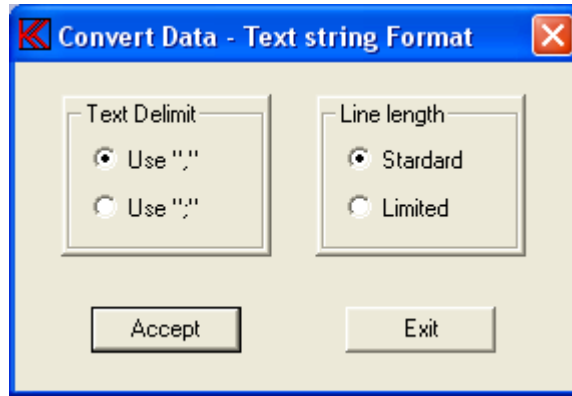 Convert Data - Text string Format
Text Delimit
Use ","
Use ";"
Line length
Stardard
Limited
Accept
Exit